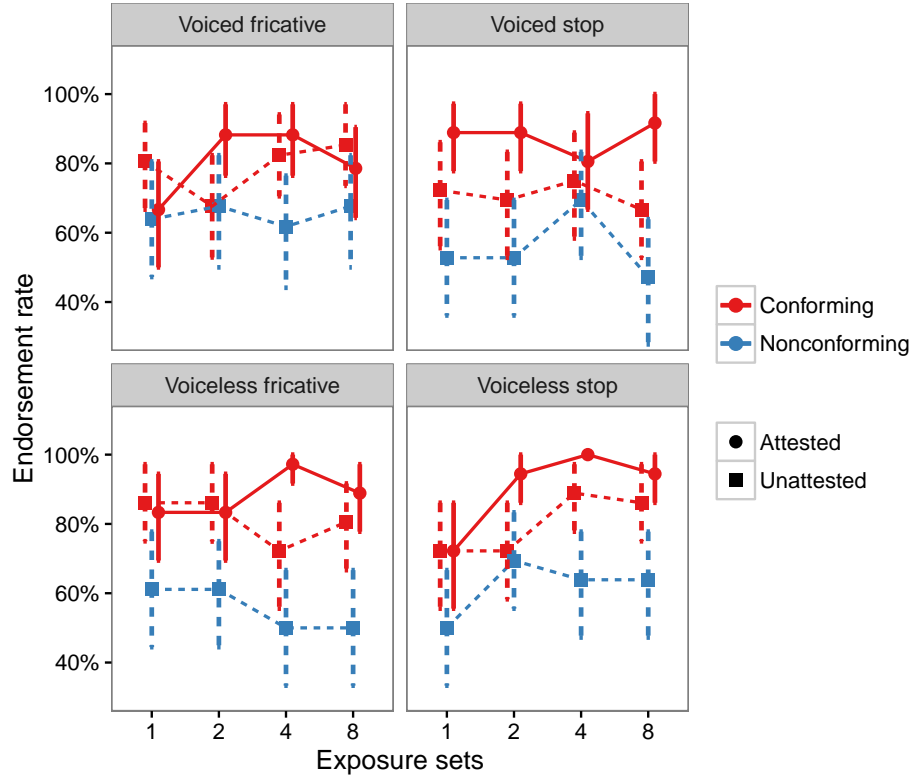 Voiced fricative
Voiced stop
100%
80%
60%
40%
Voiceless fricative
Voiceless stop
100%
80%
60%
40%
1 2 4 8
1 2 4 8
Exposure sets
Endorsement rate
Conforming
Nonconforming
Attested
Unattested